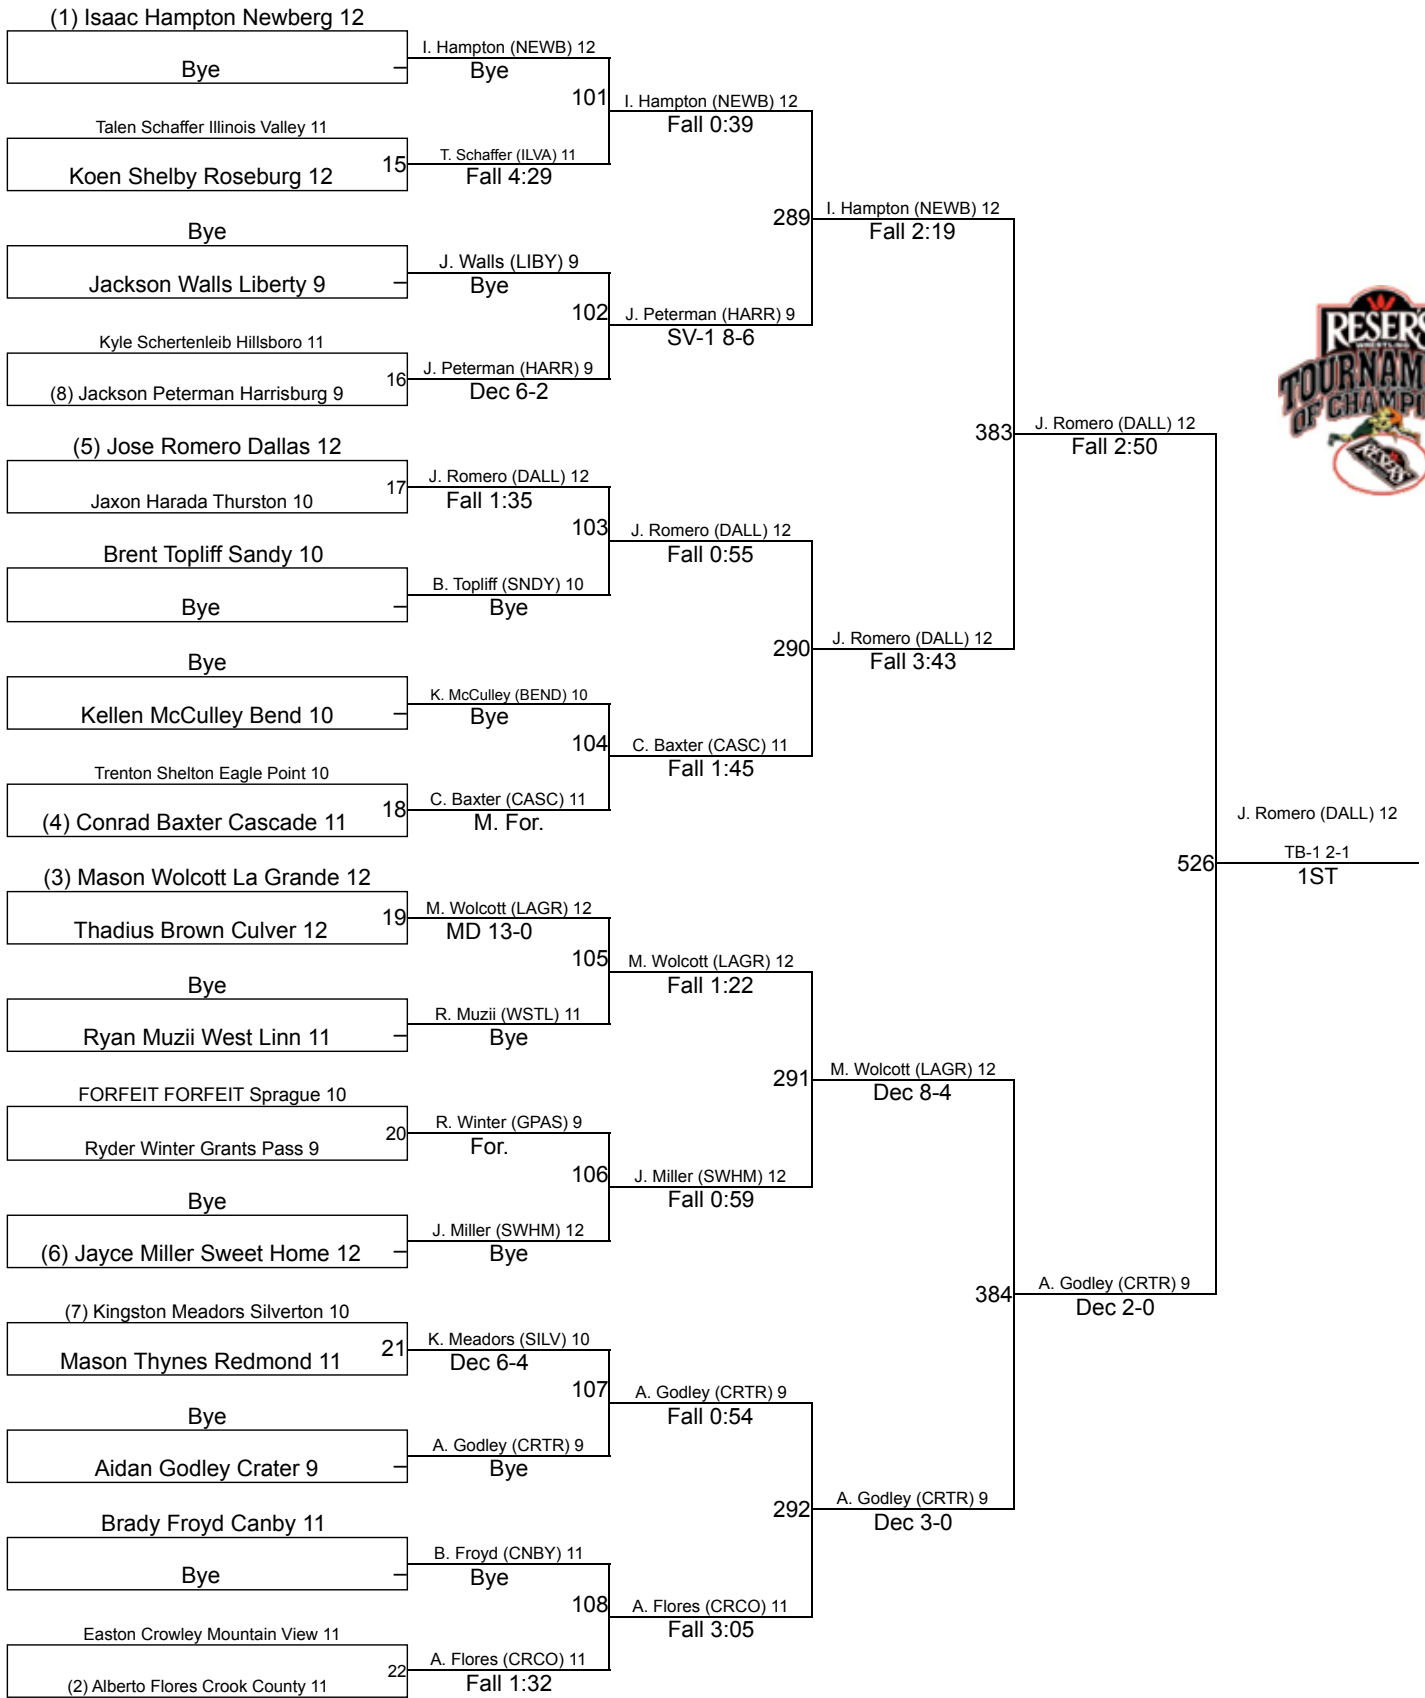 (1) Isaac Hampton Newberg 12
I. Hampton (NEWB) 12
Bye
Bye
101
I. Hampton (NEWB) 12
Fall 0:39
Talen Schaffer Illinois Valley 11
15
T. Schaffer (ILVA) 11
Koen Shelby Roseburg 12
Fall 4:29
289
I. Hampton (NEWB) 12
Fall 2:19
Bye
J. Walls (LIBY) 9
Jackson Walls Liberty 9
Bye
102
J. Peterman (HARR) 9
SV-1 8-6
Kyle Schertenleib Hillsboro 11
16
J. Peterman (HARR) 9
(8) Jackson Peterman Harrisburg 9
Dec 6-2
RESER'S
WRESTLING
383
J. Romero (DALL) 12
Fall 2:50
(5) Jose Romero Dallas 12
17
J. Romero (DALL) 12
Jaxon Harada Thurston 10
Fall 1:35
103
J. Romero (DALL) 12
Fall 0:55
Brent Topliff Sandy 10
B. Topliff (SNDY) 10
Bye
Bye
290
J. Romero (DALL) 12
Fall 3:43
Bye
K. McCulley (BEND) 10
Kellen McCulley Bend 10
Bye
104
C. Baxter (CASC) 11
Fall 1:45
Trenton Shelton Eagle Point 10
18
C. Baxter (CASC) 11
(4) Conrad Baxter Cascade 11
M. For.
J. Romero (DALL) 12
526
TB-1 2-1
1ST
(3) Mason Wolcott La Grande 12
19
M. Wolcott (LAGR) 12
Thadius Brown Culver 12
MD 13-0
105
M. Wolcott (LAGR) 12
Fall 1:22
Bye
R. Muzii (WSTL) 11
Ryan Muzii West Linn 11
Bye
291
M. Wolcott (LAGR) 12
Dec 8-4
FORFEIT FORFEIT Sprague 10
20
R. Winter (GPAS) 9
Ryder Winter Grants Pass 9
For.
106
J. Miller (SWHM) 12
Fall 0:59
Bye
J. Miller (SWHM) 12
(6) Jayce Miller Sweet Home 12
Bye
384
A. Godley (CRTR) 9
Dec 2-0
(7) Kingston Meadors Silverton 10
21
K. Meadors (SILV) 10
Mason Thynes Redmond 11
Dec 6-4
107
A. Godley (CRTR) 9
Fall 0:54
Bye
A. Godley (CRTR) 9
Aidan Godley Crater 9
Bye
292
A. Godley (CRTR) 9
Dec 3-0
Brady Froyd Canby 11
B. Froyd (CNBY) 11
Bye
Bye
108
A. Flores (CRCO) 11
Fall 3:05
Easton Crowley Mountain View 11
22
A. Flores (CRCO) 11
(2) Alberto Flores Crook County 11
Fall 1:32